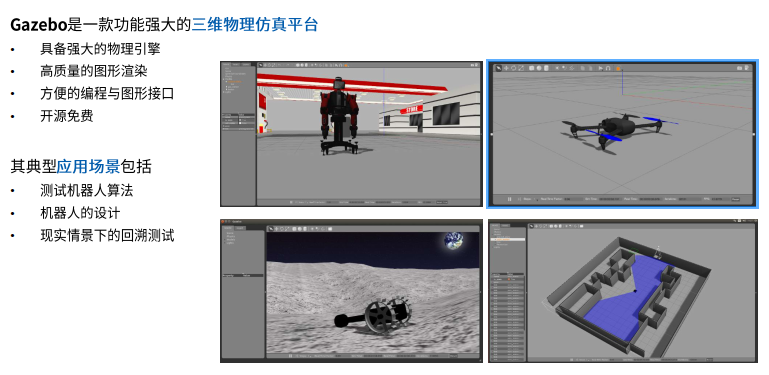 Gazebo是一款功能强大的三维物理仿真平台
• 具备强大的物理引擎
• 高质量的图形渲染
• 方便的编程与图形接口
• 开源免费
其典型应用场景包括
• 测试机器人算法
• 机器人的设计
• 现实情景下的回溯测试